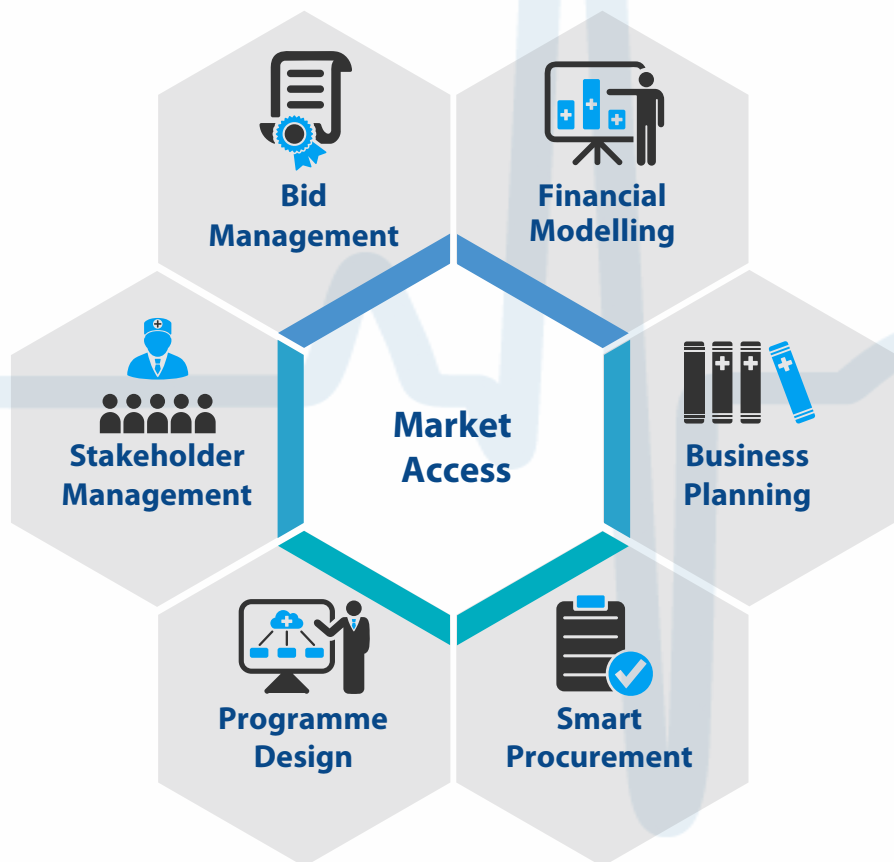 Bid
Management
Financial
Modelling
Stakeholder
Management
Market
Access
Business
Planning
Programme
Design
Smart
Procurement